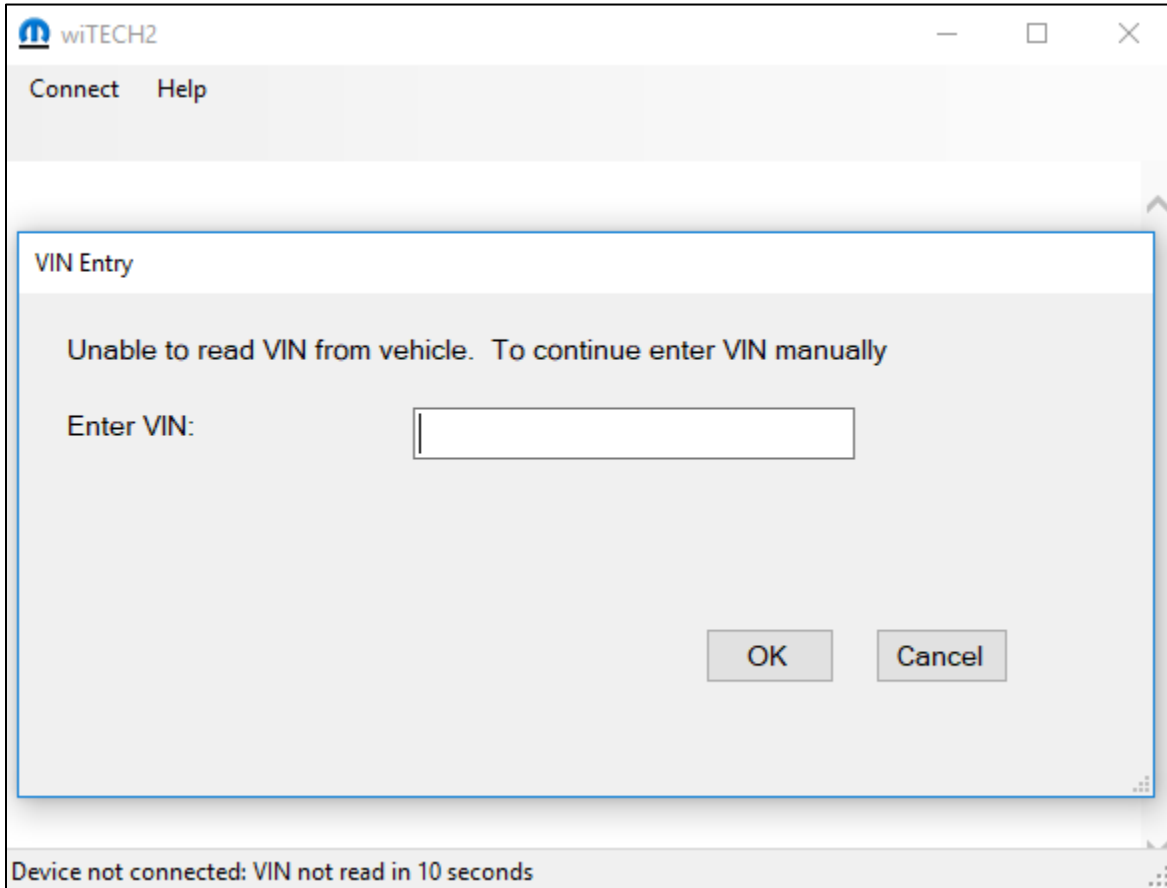 wiTECH2
Connect Help
VIN Entry
Unable to read VIN from vehicle.  To continue enter VIN manually
Enter VIN:
OK Cancel
Device not connected: VIN not read in 10 seconds